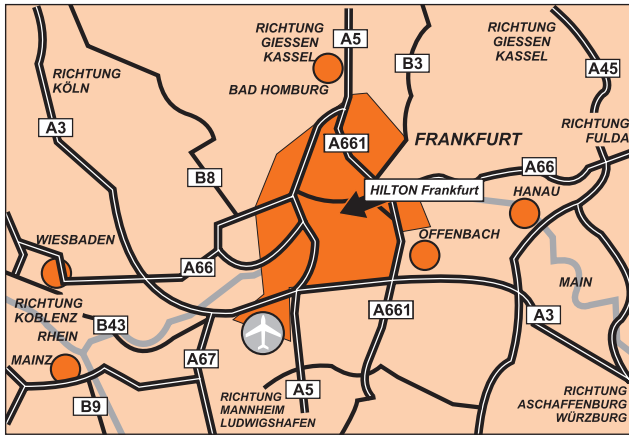 RICHTUNG
GIESSEN
KASSEL
A5
B3
RICHTUNG
GIESSEN
KASSEL
A45
RICHTUNG
KÖLN
BAD HOMBURG
A3
A661
FRANKFURT
RICHTUNG
FULDA
A66
B8
HILTON Frankfurt
HANAU
WIESBADEN
OFFENBACH
A66
MAIN
RICHTUNG
KOBLENZ
B43
A661
A3
RHEIN
MAINZ
A67
A5
RICHTUNG
MANNHEIM
LUDWIGSHAFEN
B9
RICHTUNG
ASCHAFFENBURG
WÜRZBURG